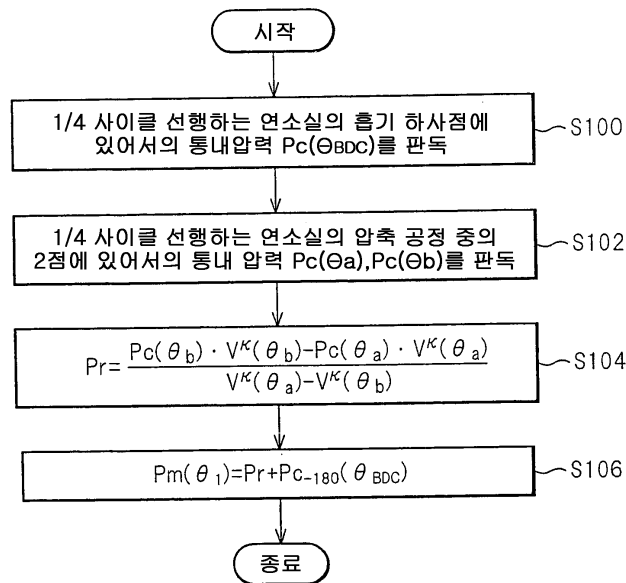 시작
1/4 사이클 선행하는 연소실의 흡기 하사점에
있어서의 통내압력 Pc(ΘBDC)를 판독
S100
1/4 사이클 선행하는 연소실의 압축 공정 중의
2점에 있어서의 통내 압력 Pc(Θa),Pc(Θb)를 판독
S102
Pr= Pc(θb)·Vᴷ(θb)-Pc(θa)·Vᴷ(θa)
Vᴷ(θa)-Vᴷ(θb)
S104
Pm(θ₁)=Pr+Pc₋₁₈₀(θBDC)
S106
종료